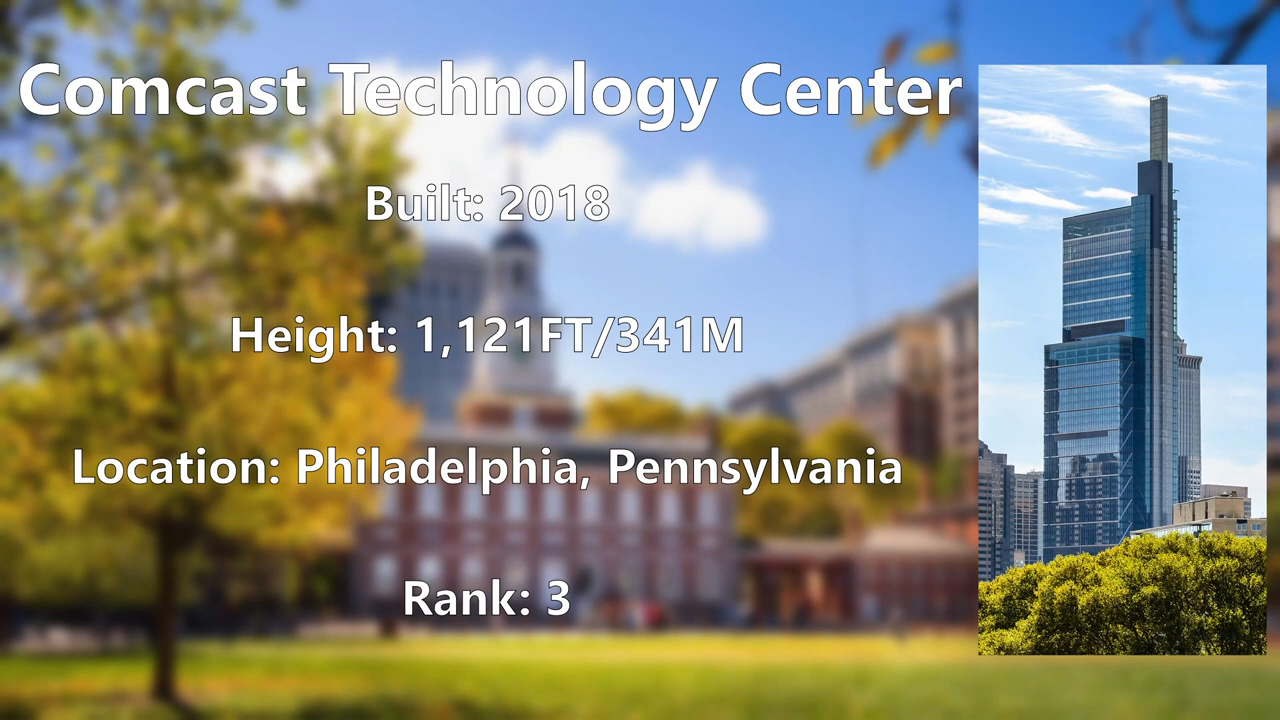 Comcast Technology Center
Built: 2018
Height: 1,121FT/341M
Location: Philadelphia, Pennsylvania
Rank: 3